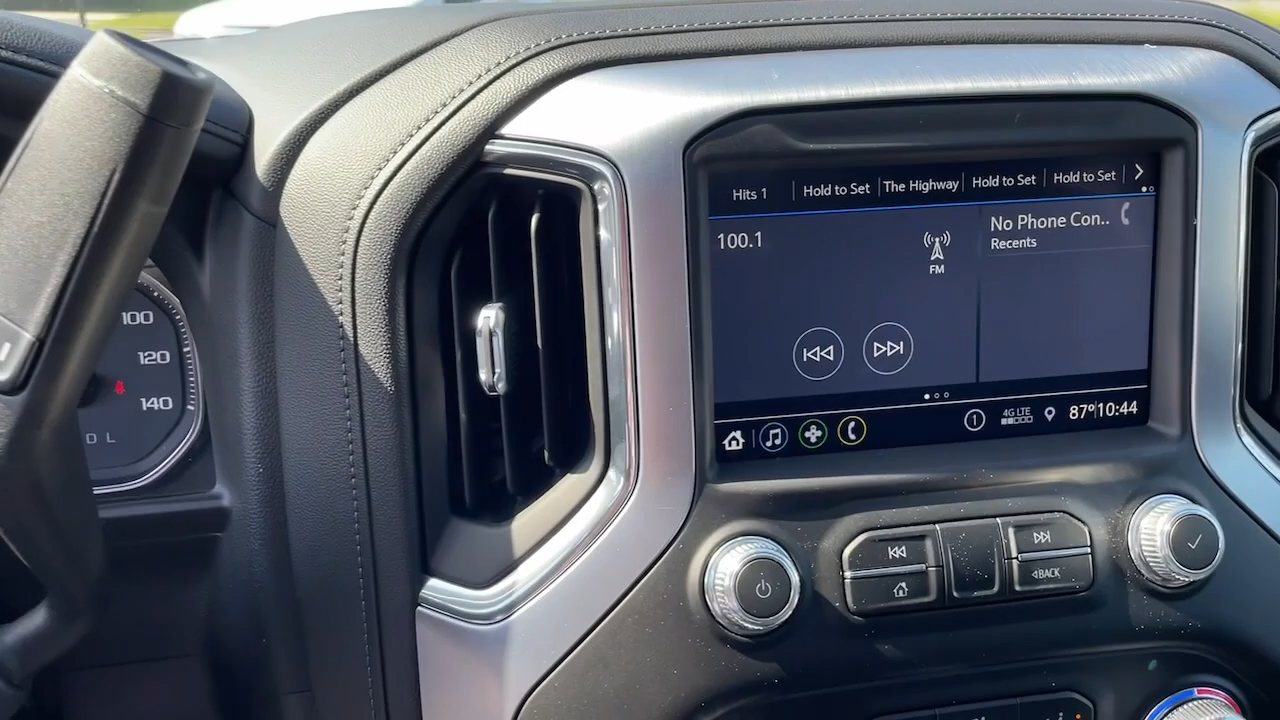 Hits 1 Hold to Set The Highway Hold to Set Hold to Set
100.1
FM
No Phone Con..
Recents
4G LTE
1
87° 10:44
100
120
140
D L
BACK